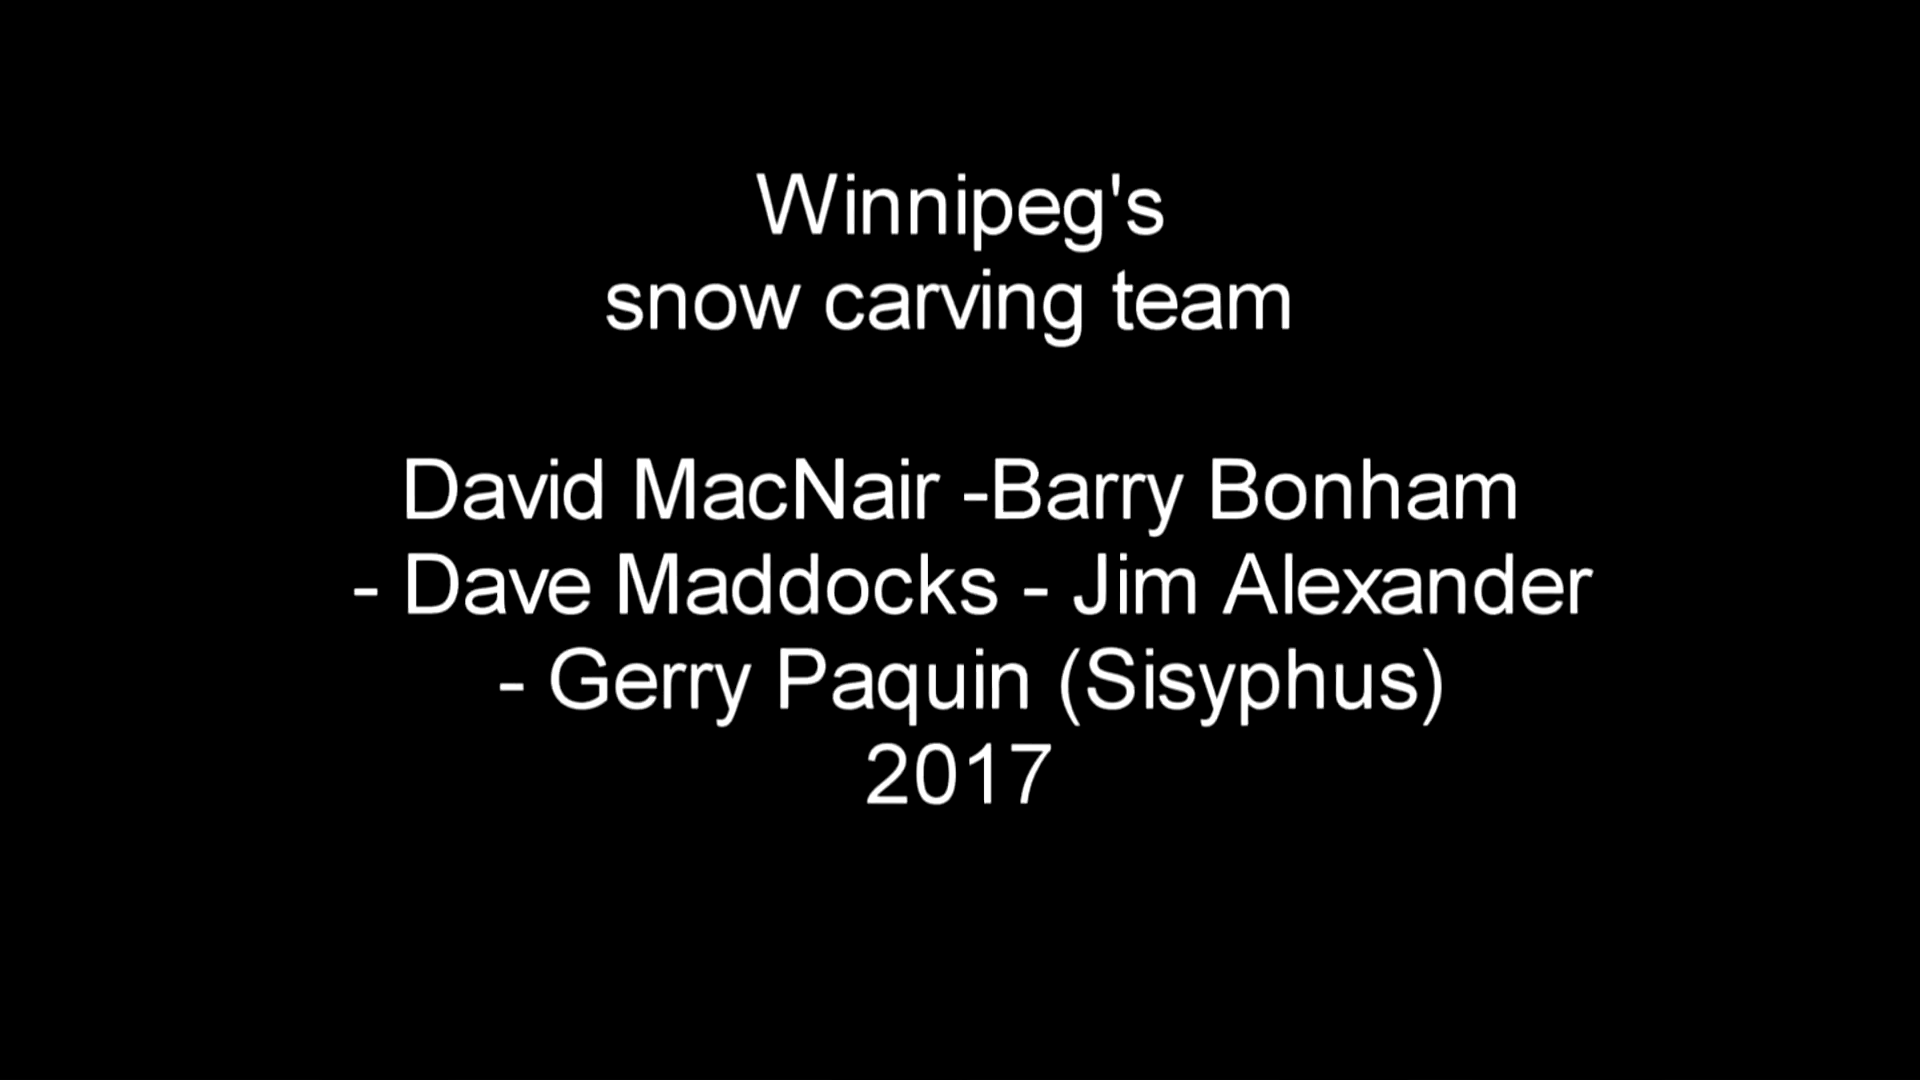 Winnipeg's
snow carving team
David MacNair -Barry Bonham
- Dave Maddocks - Jim Alexander
- Gerry Paquin (Sisyphus)
2017